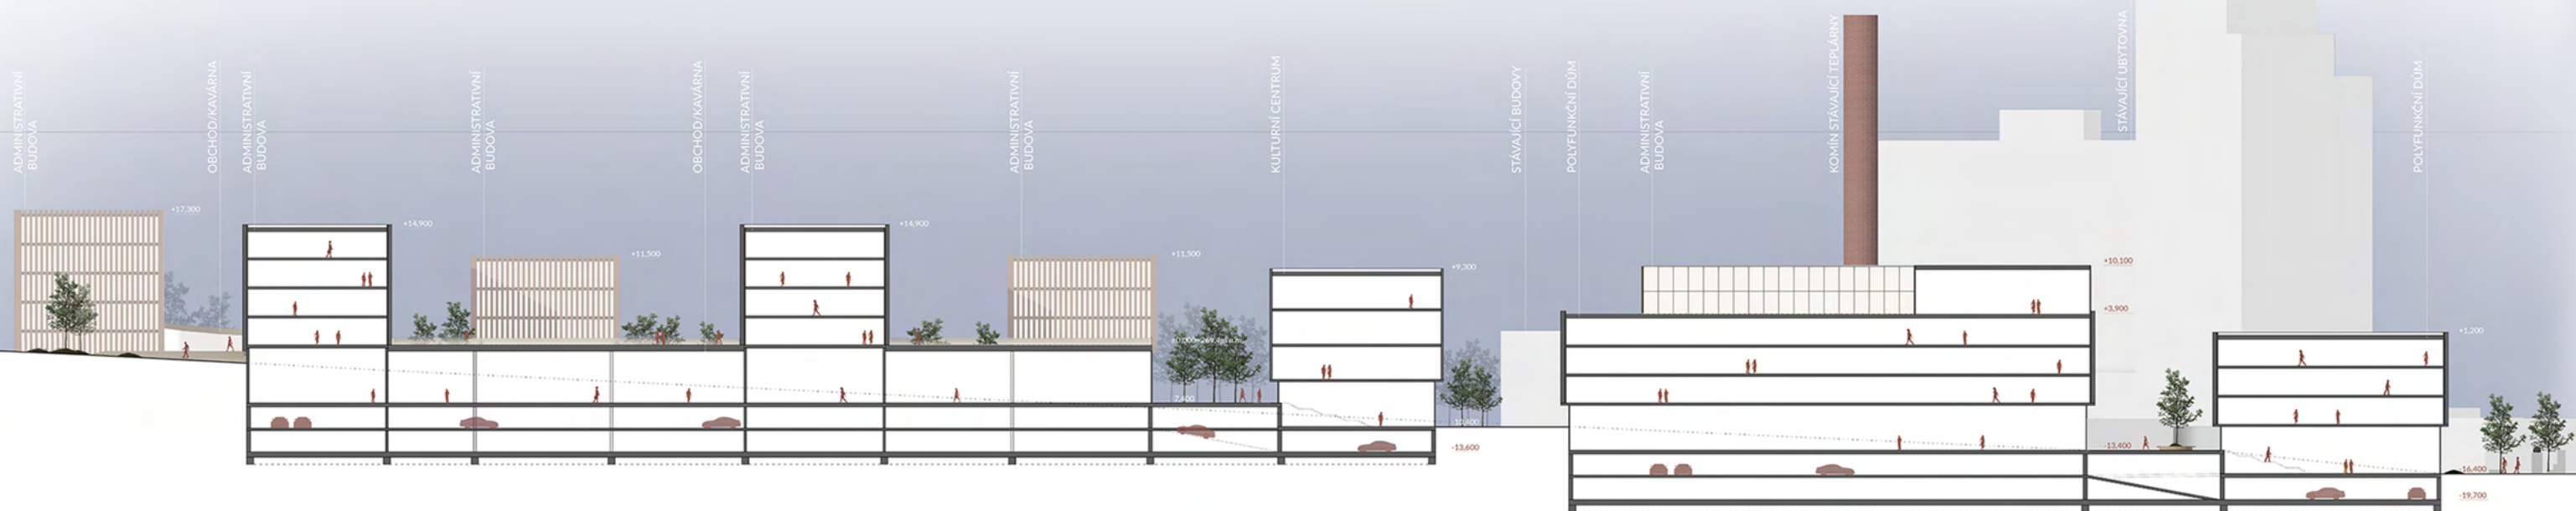 ADMINISTRATIVNÍ
BUDOVA
OBCHOD/KAVÁRNA
ADMINISTRATIVNÍ
BUDOVA
ADMINISTRATIVNÍ
BUDOVA
OBCHOD/KAVÁRNA
ADMINISTRATIVNÍ
BUDOVA
ADMINISTRATIVNÍ
BUDOVA
KULTURNÍ CENTRUM
STÁVAJÍCÍ BUDOVY
POLYFUNKČNÍ DŮM
ADMINISTRATIVNÍ
BUDOVA
KOMÍN STÁVAJÍCÍ TEPLÁRNY
STÁVAJÍCÍ UBYTOVNA
POLYFUNKČNÍ DŮM
+17,300
+14,900
+11,500
+14,900
+11,500
+9,300
+10,100
+3,900
+1,200
-13,600
-13,400
-16,400
-19,700